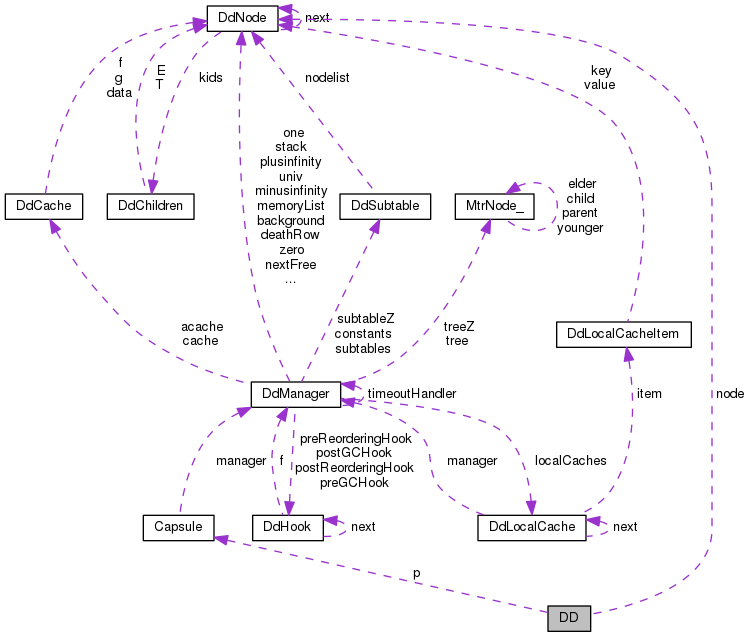 DdNode
next
f
g
data
E
T
kids
nodelist
key
value
one
stack
plusinfinity
univ
minusinfinity
memoryList
background
deathRow
zero
nextFree
...
elder
child
parent
younger
DdCache
DdChildren
DdSubtable
MtrNode_
acache
cache
subtableZ
constants
subtables
treeZ
tree
DdLocalCacheItem
DdManager
timeoutHandler
item
node
manager
f
preReorderingHook
postGCHook
postReorderingHook
preGCHook
manager
localCaches
Capsule
DdHook
next
DdLocalCache
next
p
DD